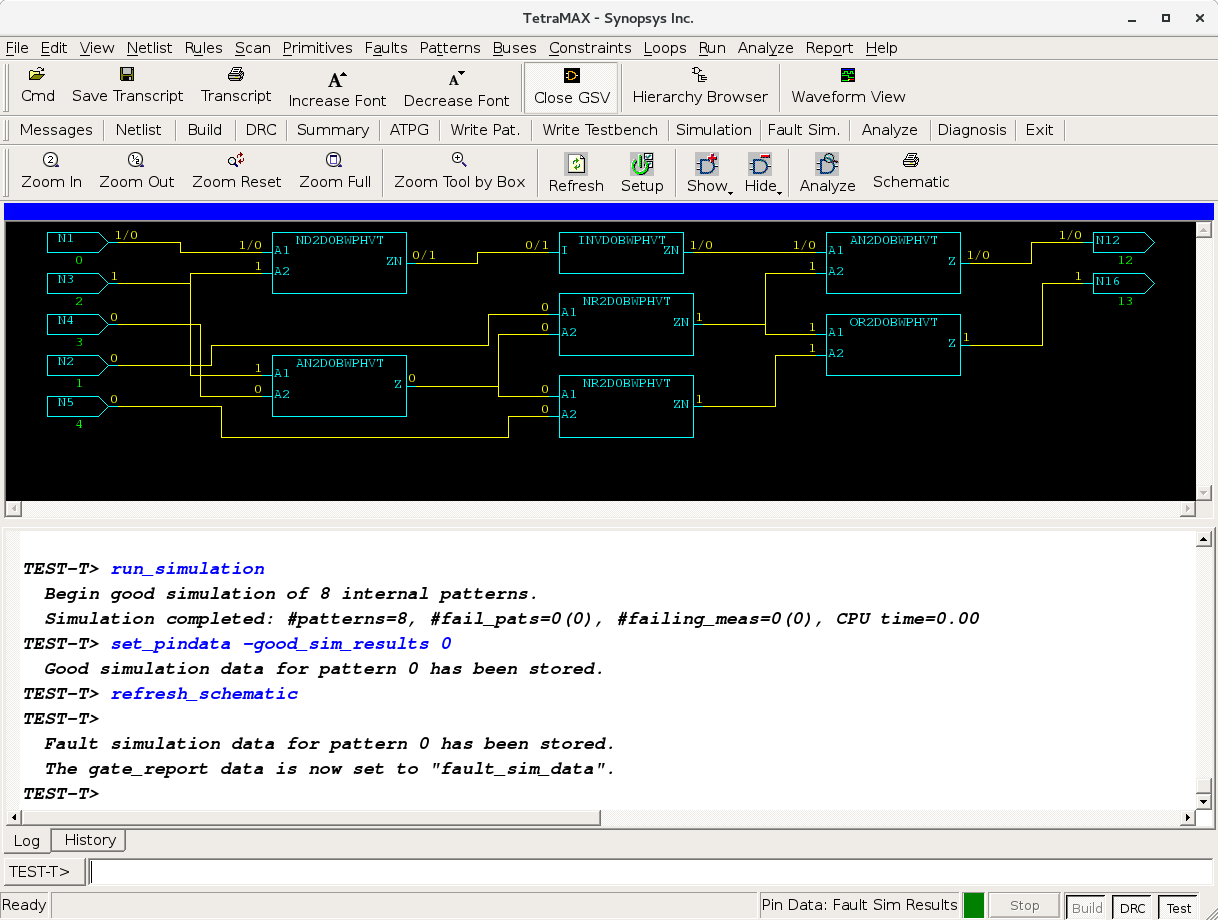 TetraMAX - Synopsys Inc.
File Edit View Netlist Rules Scan Primitives Faults Patterns Buses Constraints Loops Run Analyze Report Help
Cmd Save Transcript Transcript Increase Font Decrease Font Close GSV Hierarchy Browser Waveform View
Messages Netlist Build DRC Summary ATPG Write Pat. Write Testbench Simulation Fault Sim. Analyze Diagnosis Exit
Zoom In Zoom Out Zoom Reset Zoom Full Zoom Tool by Box Refresh Setup Show Hide Analyze Schematic
N1 1/0 1/0 A1 ND2D0BWPHVT ZN 0/1 0/1 I INVD0BWPHVT ZN 1/0 1/0 A1 AN2D0BWPHVT Z 1/0 1/0 N12
0 1 A2 1 A2 12
N3 1 0 A1 NR2D0BWPHVT ZN 1 1 N16
2 0 A2 13
N4 0 1 A1 OR2D0BWPHVT Z 1
3 1 A2
N2 0 1 A1 AN2D0BWPHVT Z 0
1 0 A2
N5 0 0 A1 NR2D0BWPHVT ZN 1
4 0 A2
TEST-T> run_simulation
Begin good simulation of 8 internal patterns.
Simulation completed: #patterns=8, #fail_pats=0(0), #failing_meas=0(0), CPU time=0.00
TEST-T> set_pindata -good_sim_results 0
Good simulation data for pattern 0 has been stored.
TEST-T> refresh_schematic
TEST-T>
Fault simulation data for pattern 0 has been stored.
The gate_report data is now set to "fault_sim_data".
TEST-T>
Log History
TEST-T>
Ready Pin Data: Fault Sim Results Stop Build DRC Test